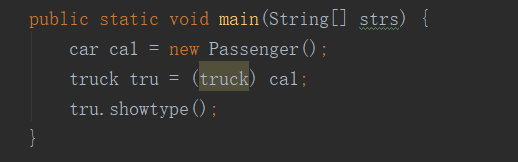 public static void main(String[] strs) {
car cal = new Passenger();
truck tru = (truck) cal;
tru.showtype();
}